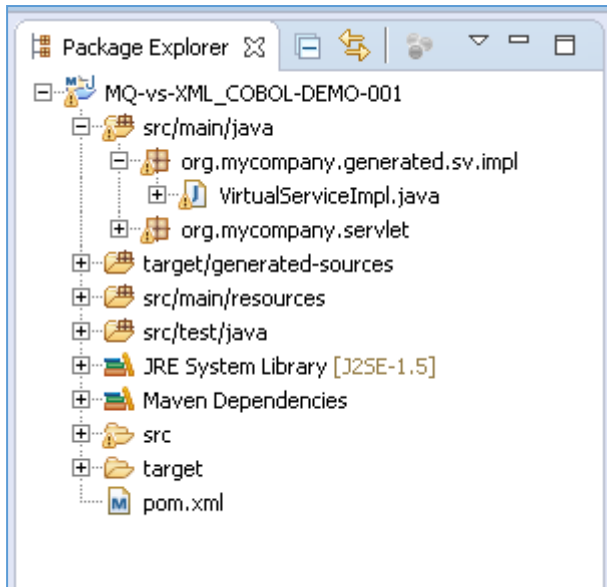 Package Explorer
MQ-vs-XML_COBOL-DEMO-001
src/main/java
org.mycompany.generated.sv.impl
VirtualServiceImpl.java
org.mycompany.servlet
target/generated-sources
src/main/resources
src/test/java
JRE System Library [J2SE-1.5]
Maven Dependencies
src
target
pom.xml